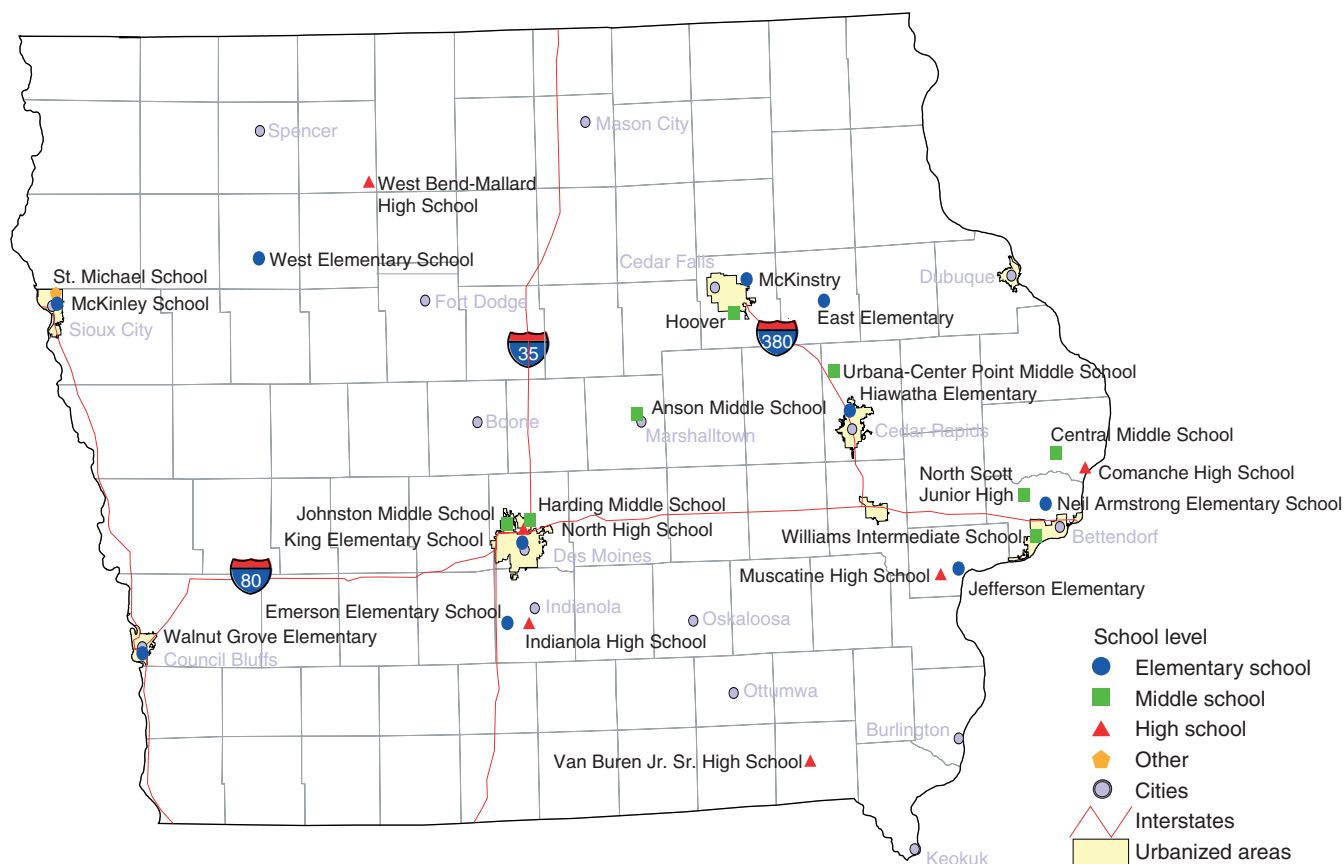 Spencer
Mason City
West Bend-Mallard
High School
West Elementary School
St. Michael School
McKinley School
Sioux City
Fort Dodge
Cedar Falls
McKinstry
Dubuque
Hoover
East Elementary
35
380
Urbana-Center Point Middle School
Hiawatha Elementary
Boone
Anson Middle School
Marshalltown
Cedar Rapids
Central Middle School
Comanche High School
North Scott
Junior High
Neil Armstrong Elementary School
Johnston Middle School
Harding Middle School
King Elementary School
North High School
Des Moines
Williams Intermediate School
Bettendorf
80
Muscatine High School
Jefferson Elementary
Emerson Elementary School
Indianola
Indianola High School
Oskaloosa
Walnut Grove Elementary
Council Bluffs
Ottumwa
Burlington
Van Buren Jr. Sr. High School
Keokuk
School level
Elementary school
Middle school
High school
Other
Cities
Interstates
Urbanized areas